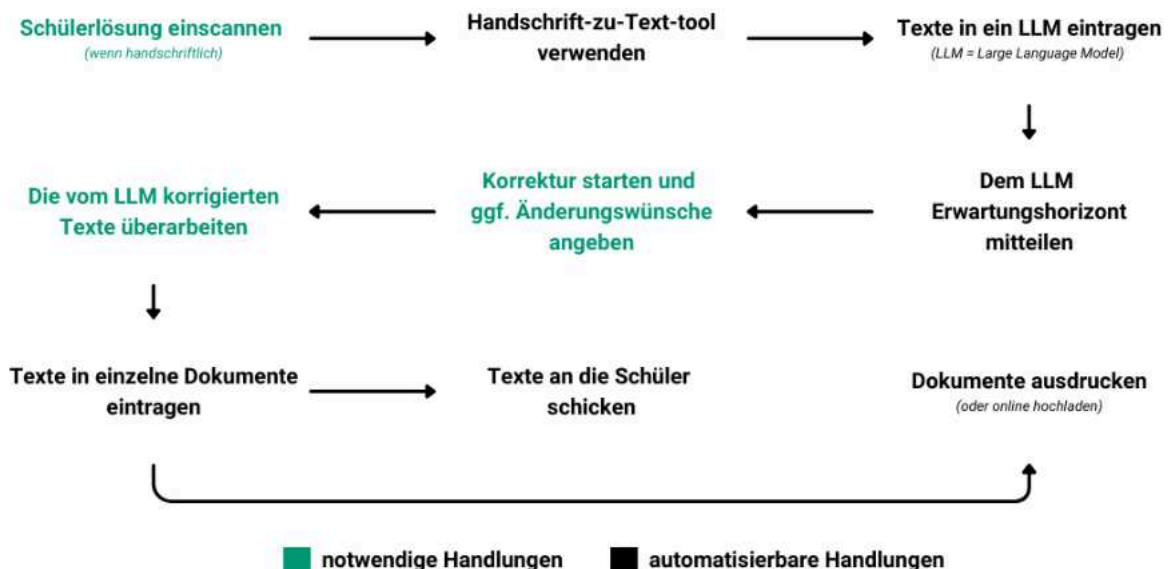 Schülerlösung einscannen
(wenn handschriftlich)
Handschrift-zu-Text-tool
verwenden
Texte in ein LLM eintragen
(LLM = Large Language Model)
Dem LLM
Erwartungshorizont
mitteilen
Korrektur starten und
ggf. Änderungswünsche
angeben
Die vom LLM korrigierten
Texte überarbeiten
Texte in einzelne Dokumente
eintragen
Texte an die Schüler
schicken
Dokumente ausdrucken
(oder online hochladen)
notwendige Handlungen
automatisierbare Handlungen